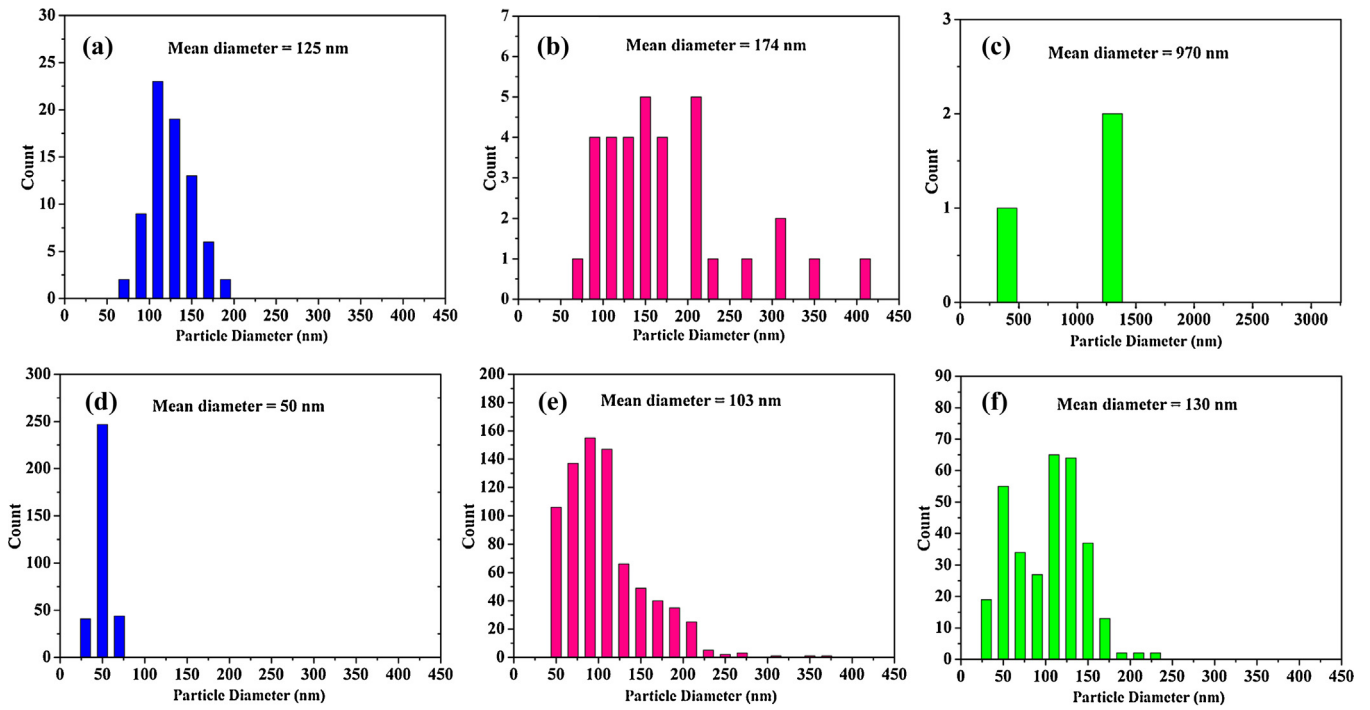 (a)
Mean diameter = 125 nm
30
25
20
15
10
5
0
Count
0 50 100 150 200 250 300 350 400 450
Particle Diameter (nm)
(b)
Mean diameter = 174 nm
7
6
5
4
3
2
1
0
Count
0 50 100 150 200 250 300 350 400 450
Particle Diameter (nm)
(c)
Mean diameter = 970 nm
3
2
1
0
Count
0 500 1000 1500 2000 2500 3000
Particle Diameter (nm)
(d)
Mean diameter = 50 nm
300
250
200
150
100
50
0
Count
0 50 100 150 200 250 300 350 400 450
Particle Diameter (nm)
(e)
Mean diameter = 103 nm
200
180
160
140
120
100
80
60
40
20
0
Count
0 50 100 150 200 250 300 350 400 450
Particle Diameter (nm)
(f)
Mean diameter = 130 nm
90
80
70
60
50
40
30
20
10
0
Count
0 50 100 150 200 250 300 350 400 450
Particle Diameter (nm)